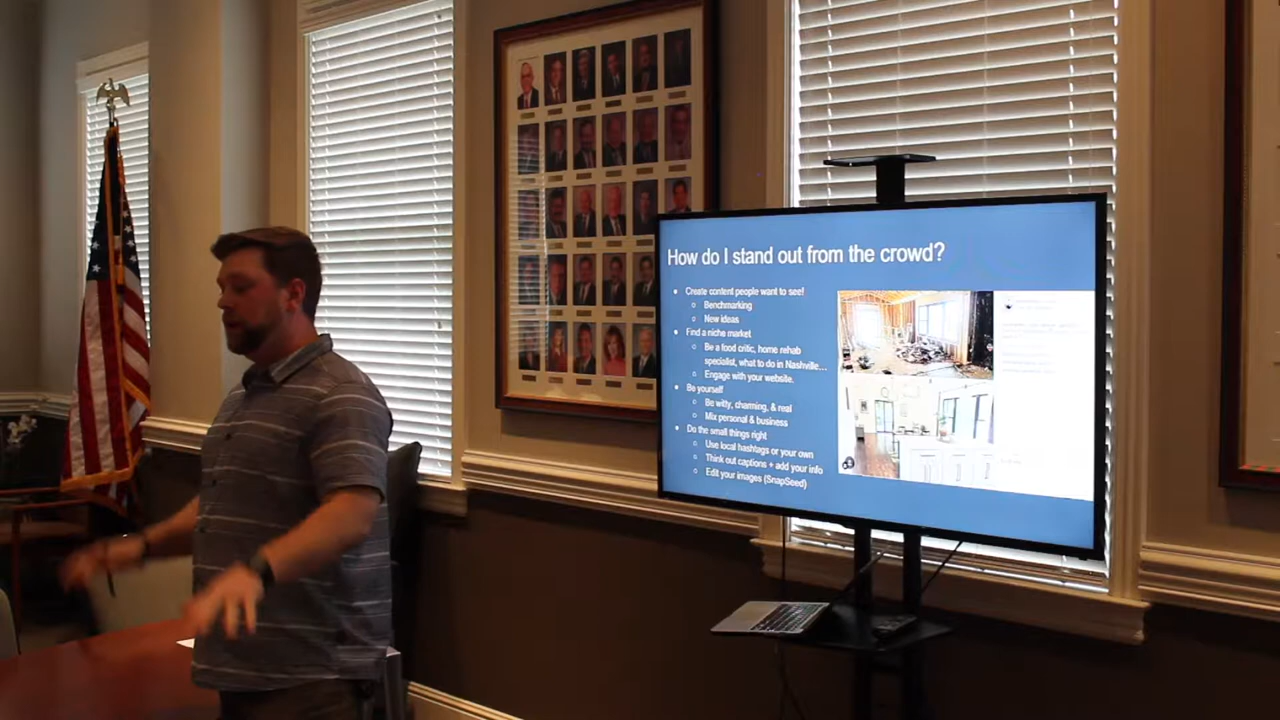 How do I stand out from the crowd?
Create content people want to see!
Benchmarking
New ideas
Find a niche market
Be a food critic, home rehab
specialist, what to do in Nashville...
Engage with your website.
Be yourself
Be witty, charming, & real
Mix personal & business
Do the small things right
Use local hashtags or your own
Think out captions + add your info
Edit your images (SnapSeed)